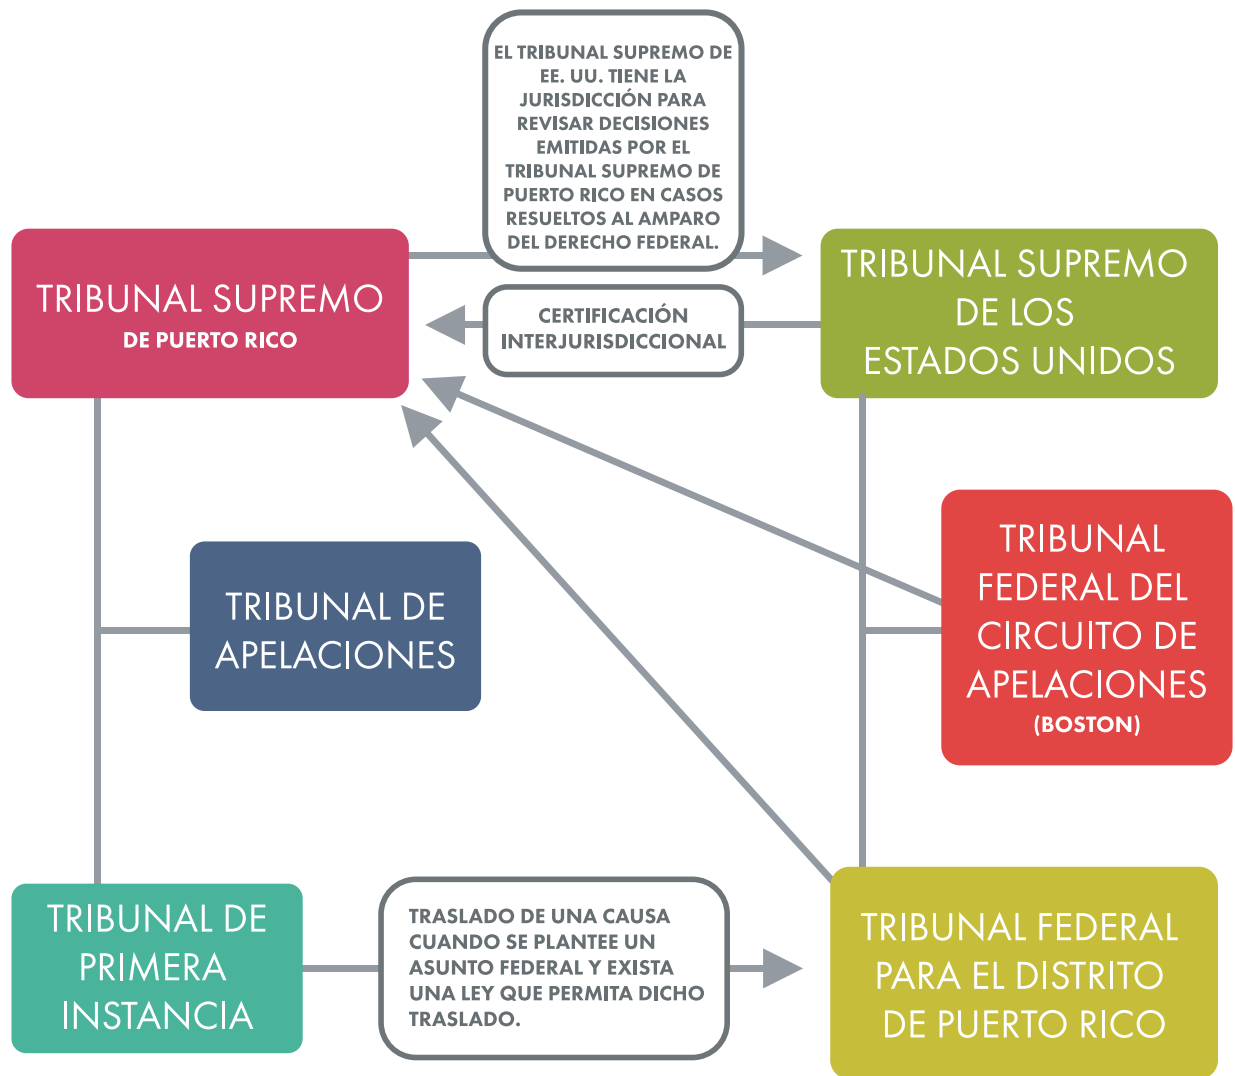 EL TRIBUNAL SUPREMO DE
EE. UU. TIENE LA
JURISDICCIÓN PARA
REVISAR DECISIONES
EMITIDAS POR EL
TRIBUNAL SUPREMO DE
PUERTO RICO EN CASOS
RESUELTOS AL AMPARO
DEL DERECHO FEDERAL.
TRIBUNAL SUPREMO
DE PUERTO RICO
CERTIFICACIÓN
INTERJURISDICCIONAL
TRIBUNAL SUPREMO
DE LOS
ESTADOS UNIDOS
TRIBUNAL DE
APELACIONES
TRIBUNAL
FEDERAL DEL
CIRCUITO DE
APELACIONES
(BOSTON)
TRIBUNAL DE
PRIMERA
INSTANCIA
TRASLADO DE UNA CAUSA
CUANDO SE PLANTEE UN
ASUNTO FEDERAL Y EXISTA
UNA LEY QUE PERMITA DICHO
TRASLADO.
TRIBUNAL FEDERAL
PARA EL DISTRITO
DE PUERTO RICO